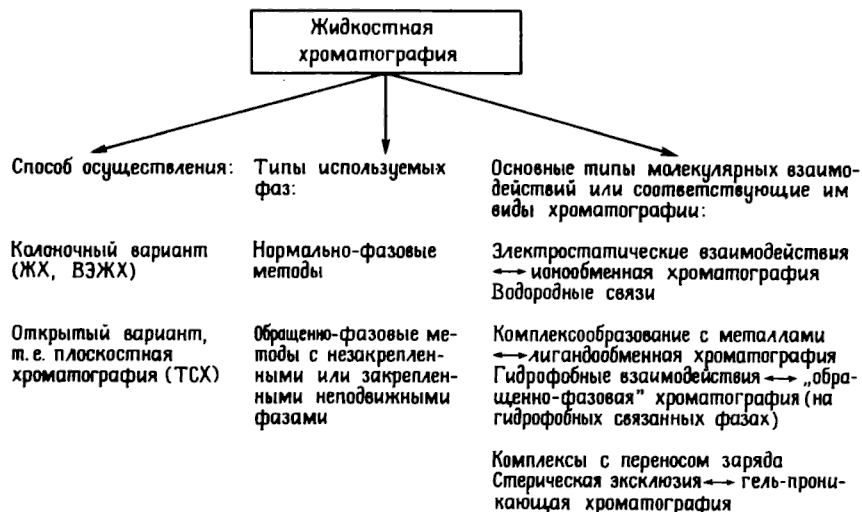 Жидкостная
хроматография
Способ осуществления:
Колоночный вариант
(ЖХ, ВЭЖХ)
Открытый вариант,
т.е. плоскостная
хроматография (ТСХ)
Типы используемых
фаз:
Нормально-фазовые
методы
Обращенно-фазовые ме-
тоды с незакреплен-
ными или закреплен-
ными неподвижными
фазами
Основные типы молекулярных взаимо-
действий или соответствующие им
виды хроматографии:
Электростатические взаимодействия
↔ ионообменная хроматография
Водородные связи
Комплексообразование с металлами
↔ лигандообменная хроматография
Гидрофобные взаимодействия ↔ „обра-
щенно-фазовая" хроматография (на
гидрофобных связанных фазах)
Комплексы с переносом заряда
Стерическая эксклюзия ↔ гель-прони-
кающая хроматография